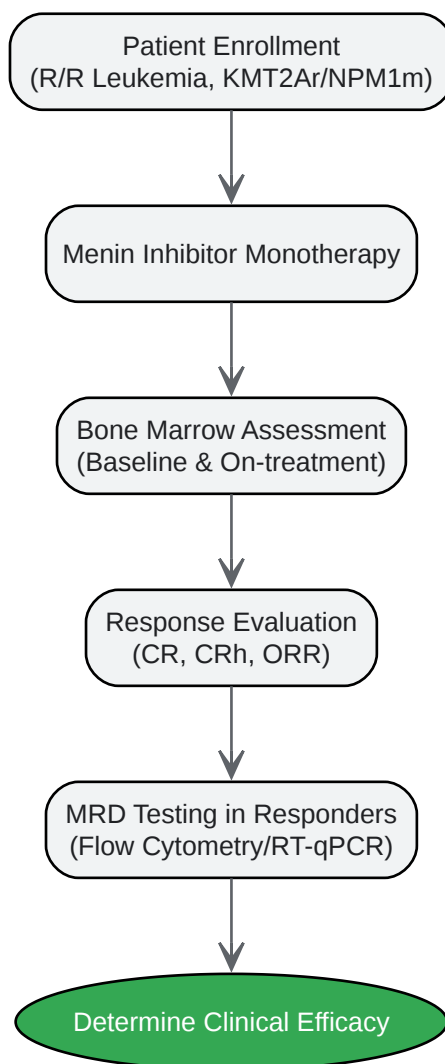 Patient Enrollment
(R/R Leukemia, KMT2Ar/NPM1m)
Menin Inhibitor Monotherapy
Bone Marrow Assessment
(Baseline & On-treatment)
Response Evaluation
(CR, CRh, ORR)
MRD Testing in Responders
(Flow Cytometry/RT-qPCR)
Determine Clinical Efficacy